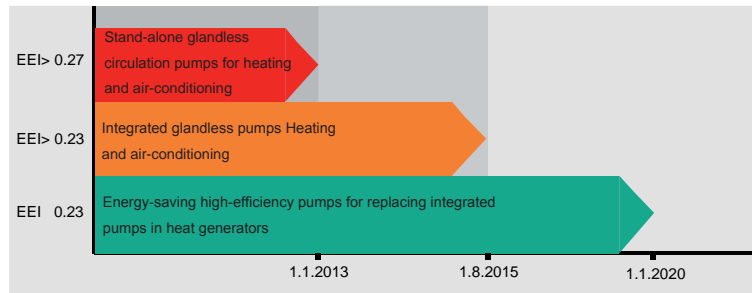 EEI> 0.27
Stand-alone glandless
circulation pumps for heating
and air-conditioning
EEI> 0.23
Integrated glandless pumps Heating
and air-conditioning
EEI 0.23
Energy-saving high-efficiency pumps for replacing integrated
pumps in heat generators
1.1.2013
1.8.2015
1.1.2020